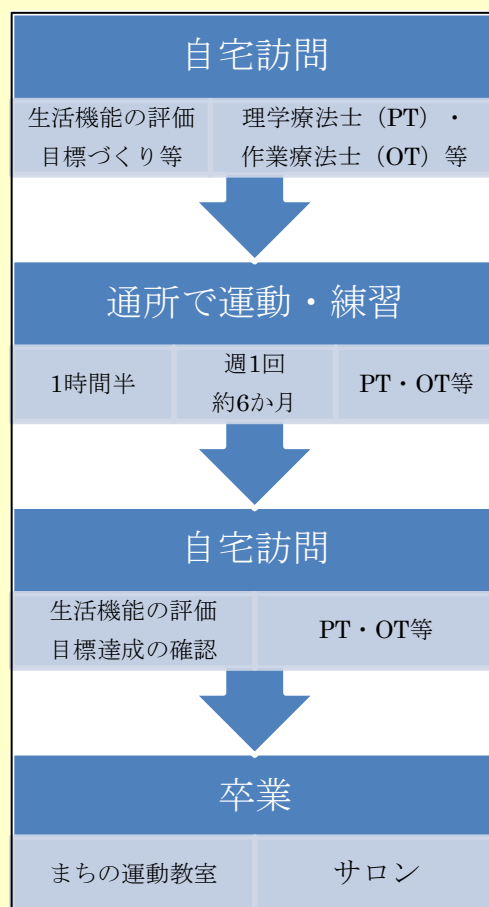 自宅訪問
生活機能の評価
目標づくり等
理学療法士（PT）・
作業療法士（OT）等
通所で運動・練習
1時間半
週1回
約6か月
PT・OT等
自宅訪問
生活機能の評価
目標達成の確認
PT・OT等
卒業
まちの運動教室
サロン